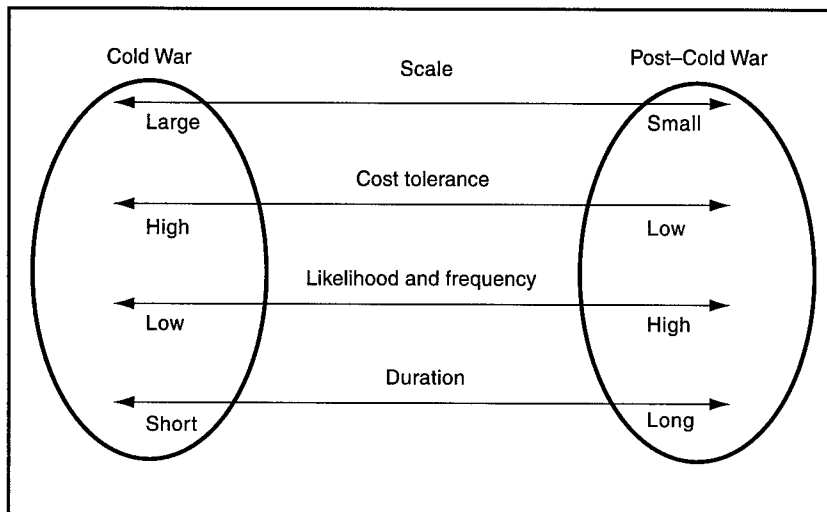 Cold War
Scale
Post–Cold War
Large
Small
Cost tolerance
High
Low
Likelihood and frequency
Low
High
Duration
Short
Long